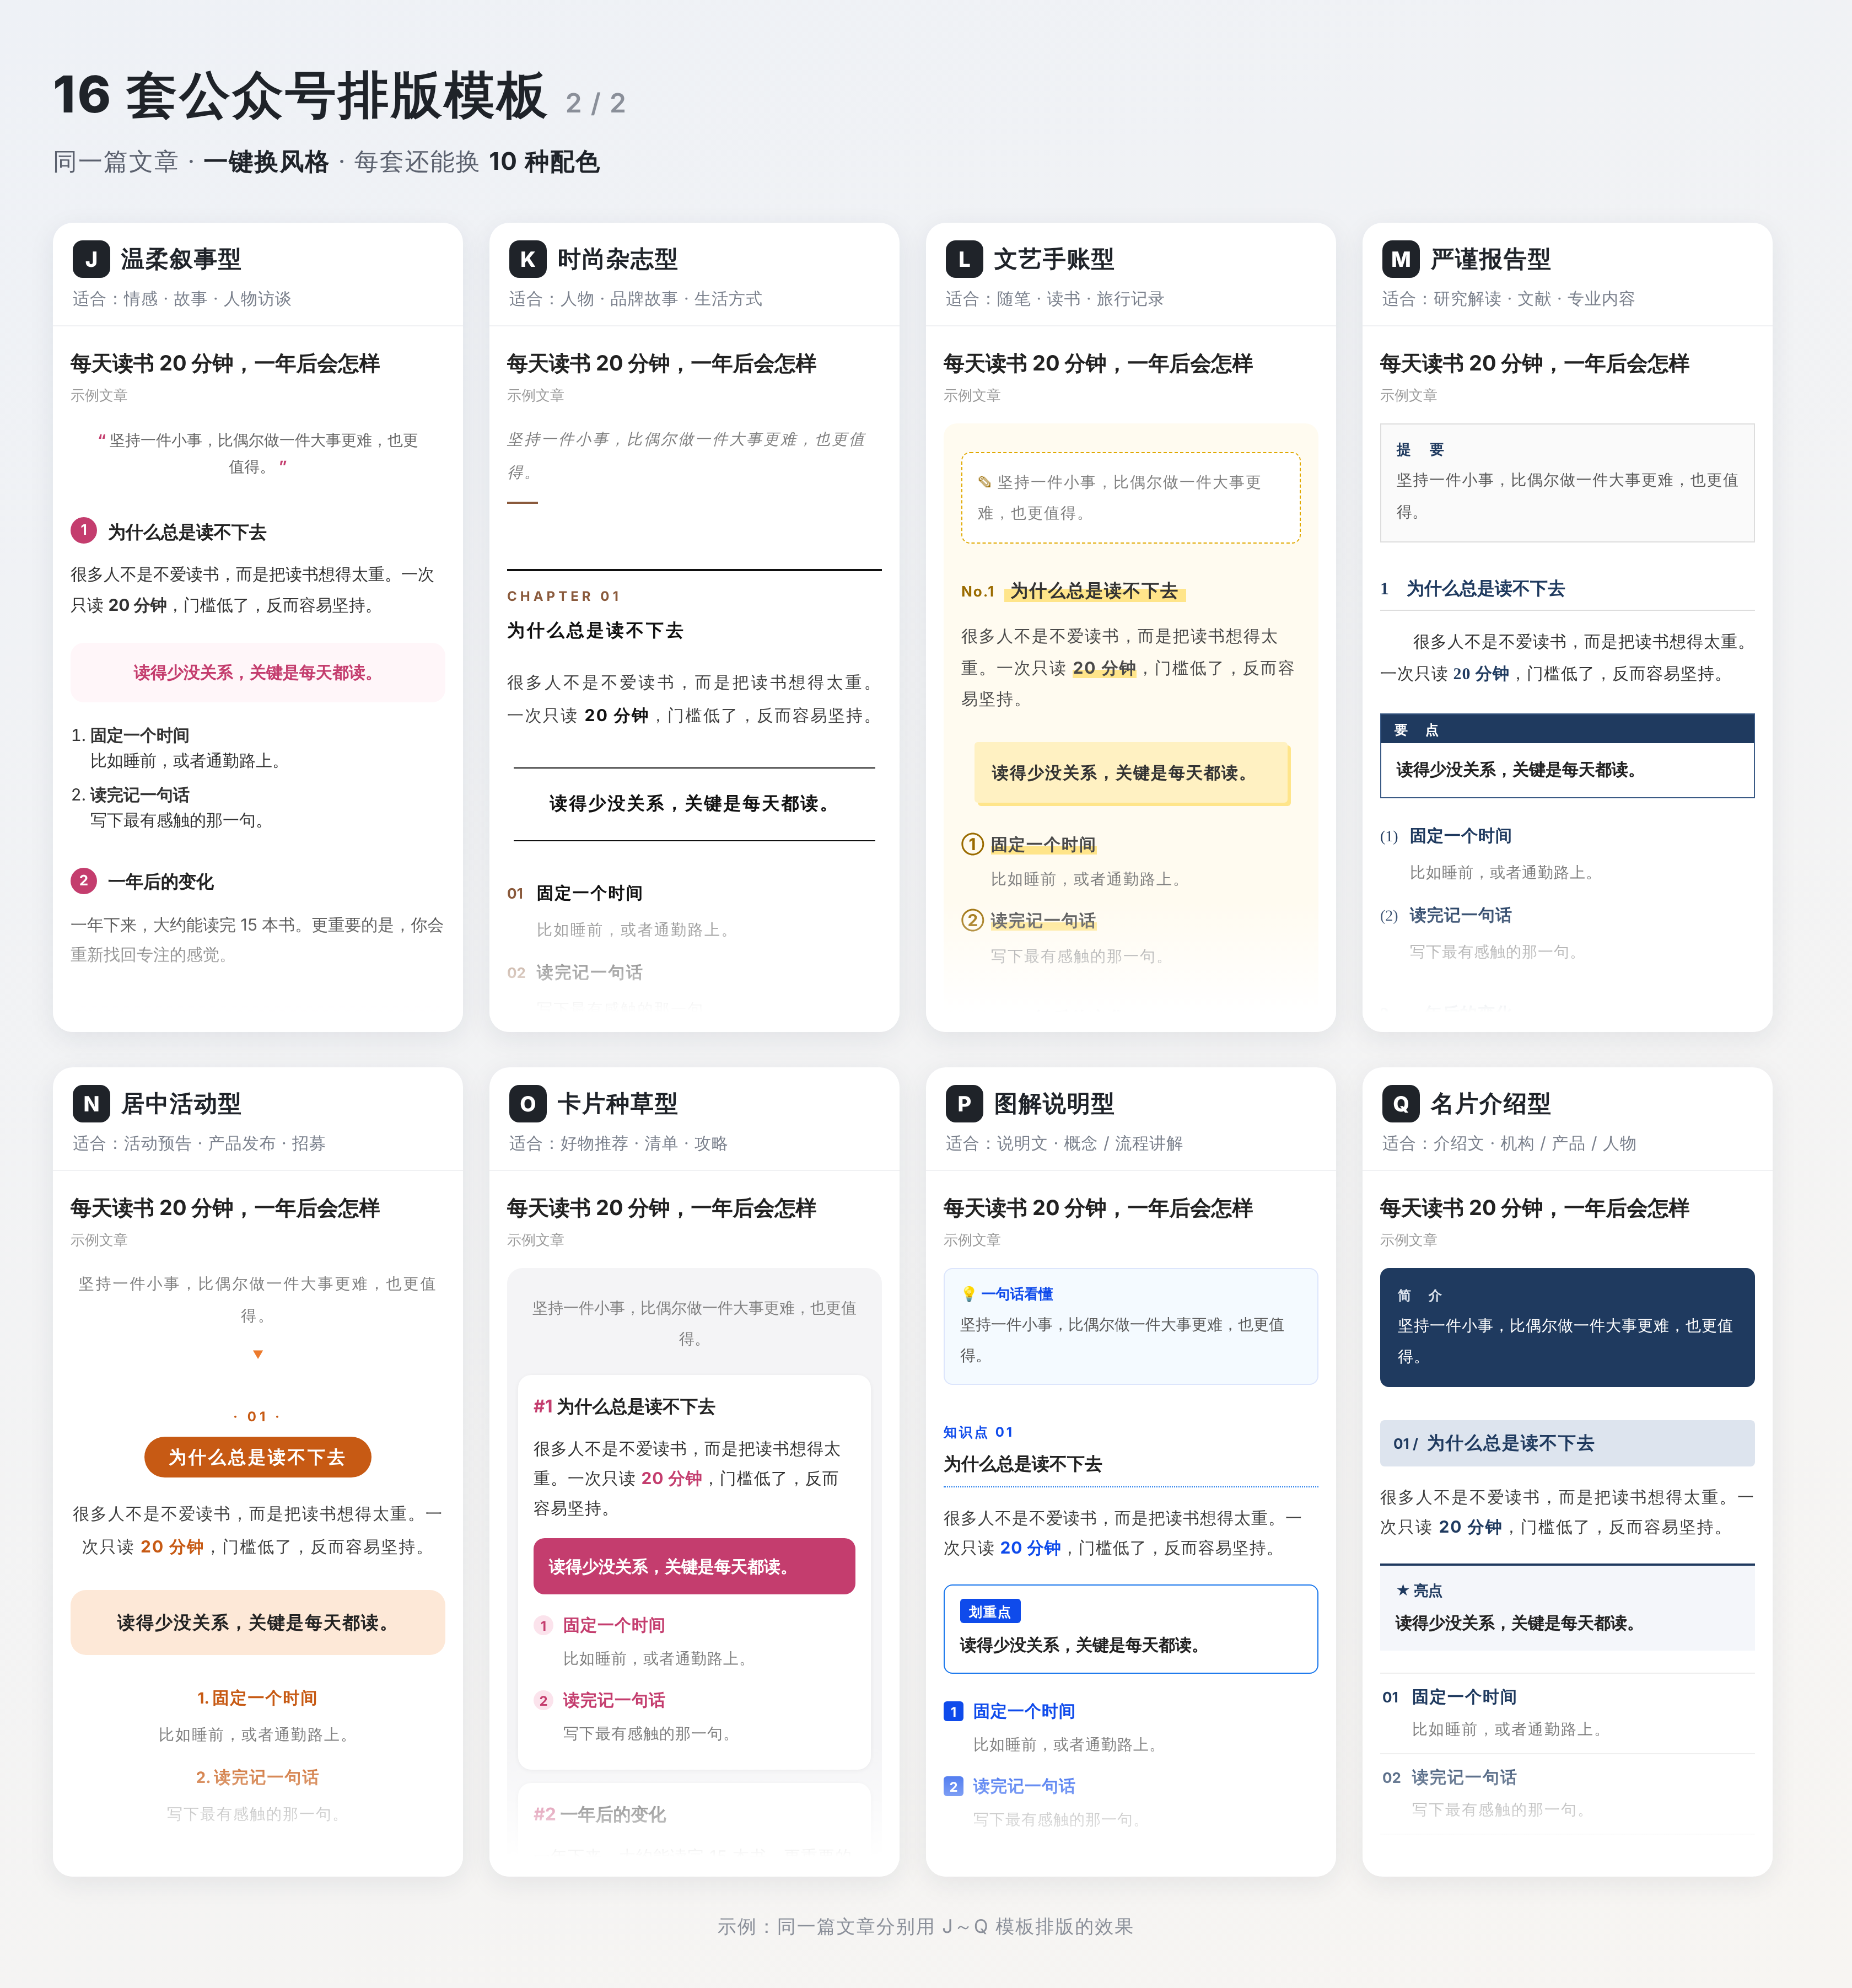 16 套公众号排版模板 2 / 2
同一篇文章 · 一键换风格 · 每套还能换 10 种配色
J 温柔叙事型
适合：情感 · 故事 · 人物访谈
每天读书 20 分钟，一年后会怎样
示例文章
“ 坚持一件小事，比偶尔做一件大事更难，也更
值得。 ”
1 为什么总是读不下去
很多人不是不爱读书，而是把读书想得太重。一次
只读 20 分钟，门槛低了，反而容易坚持。
读得少没关系，关键是每天都读。
1. 固定一个时间
比如睡前，或者通勤路上。
2. 读完记一句话
写下最有感触的那一句。
2 一年后的变化
一年下来，大约能读完 15 本书。更重要的是，你会
重新找回专注的感觉。
K 时尚杂志型
适合：人物 · 品牌故事 · 生活方式
每天读书 20 分钟，一年后会怎样
示例文章
坚持一件小事，比偶尔做一件大事更难，也更值
得。
CHAPTER 01
为什么总是读不下去
很多人不是不爱读书，而是把读书想得太重。
一次只读 20 分钟，门槛低了，反而容易坚持。
读得少没关系，关键是每天都读。
01 固定一个时间
比如睡前，或者通勤路上。
02 读完记一句话
写下最有感触的那一句。
L 文艺手账型
适合：随笔 · 读书 · 旅行记录
每天读书 20 分钟，一年后会怎样
示例文章
✎ 坚持一件小事，比偶尔做一件大事更
难，也更值得。
No.1 为什么总是读不下去
很多人不是不爱读书，而是把读书想得太
重。一次只读 20 分钟，门槛低了，反而容
易坚持。
读得少没关系，关键是每天都读。
① 固定一个时间
比如睡前，或者通勤路上。
② 读完记一句话
写下最有感触的那一句。
M 严谨报告型
适合：研究解读 · 文献 · 专业内容
每天读书 20 分钟，一年后会怎样
示例文章
提 要
坚持一件小事，比偶尔做一件大事更难，也更值
得。
1 为什么总是读不下去
很多人不是不爱读书，而是把读书想得太重。
一次只读 20 分钟，门槛低了，反而容易坚持。
要 点
读得少没关系，关键是每天都读。
(1) 固定一个时间
比如睡前，或者通勤路上。
(2) 读完记一句话
写下最有感触的那一句。
N 居中活动型
适合：活动预告 · 产品发布 · 招募
每天读书 20 分钟，一年后会怎样
示例文章
坚持一件小事，比偶尔做一件大事更难，也更值
得。
▼
· 01 ·
为什么总是读不下去
很多人不是不爱读书，而是把读书想得太重。一
次只读 20 分钟，门槛低了，反而容易坚持。
读得少没关系，关键是每天都读。
1. 固定一个时间
比如睡前，或者通勤路上。
2. 读完记一句话
写下最有感触的那一句。
O 卡片种草型
适合：好物推荐 · 清单 · 攻略
每天读书 20 分钟，一年后会怎样
示例文章
坚持一件小事，比偶尔做一件大事更难，也更值
得。
#1 为什么总是读不下去
很多人不是不爱读书，而是把读书想得太
重。一次只读 20 分钟，门槛低了，反而
容易坚持。
读得少没关系，关键是每天都读。
1 固定一个时间
比如睡前，或者通勤路上。
2 读完记一句话
写下最有感触的那一句。
#2 一年后的变化
P 图解说明型
适合：说明文 · 概念 / 流程讲解
每天读书 20 分钟，一年后会怎样
示例文章
💡 一句话看懂
坚持一件小事，比偶尔做一件大事更难，也更值
得。
知识点 01
为什么总是读不下去
很多人不是不爱读书，而是把读书想得太重。一
次只读 20 分钟，门槛低了，反而容易坚持。
划重点
读得少没关系，关键是每天都读。
1 固定一个时间
比如睡前，或者通勤路上。
2 读完记一句话
写下最有感触的那一句。
Q 名片介绍型
适合：介绍文 · 机构 / 产品 / 人物
每天读书 20 分钟，一年后会怎样
示例文章
简 介
坚持一件小事，比偶尔做一件大事更难，也更值
得。
01 / 为什么总是读不下去
很多人不是不爱读书，而是把读书想得太重。一
次只读 20 分钟，门槛低了，反而容易坚持。
★ 亮点
读得少没关系，关键是每天都读。
01 固定一个时间
比如睡前，或者通勤路上。
02 读完记一句话
写下最有感触的那一句。
示例：同一篇文章分别用 J～Q 模板排版的效果